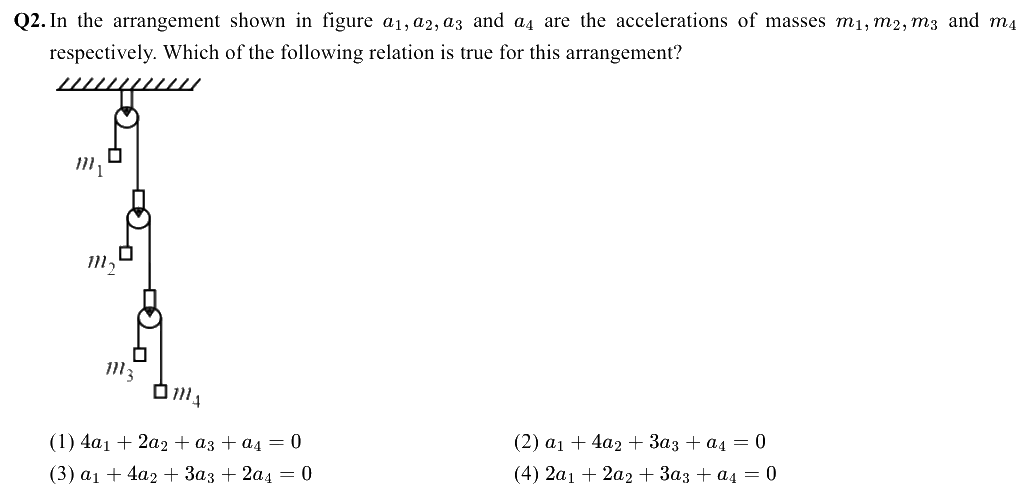 Q2. In the arrangement shown in figure a₁, a₂, a₃ and a₄ are the accelerations of masses m₁, m₂, m₃ and m₄
respectively. Which of the following relation is true for this arrangement?
m₁
m₂
m₃
m₄
(1) 4a₁ + 2a₂ + a₃ + a₄ = 0 (2) a₁ + 4a₂ + 3a₃ + a₄ = 0
(3) a₁ + 4a₂ + 3a₃ + 2a₄ = 0 (4) 2a₁ + 2a₂ + 3a₃ + a₄ = 0